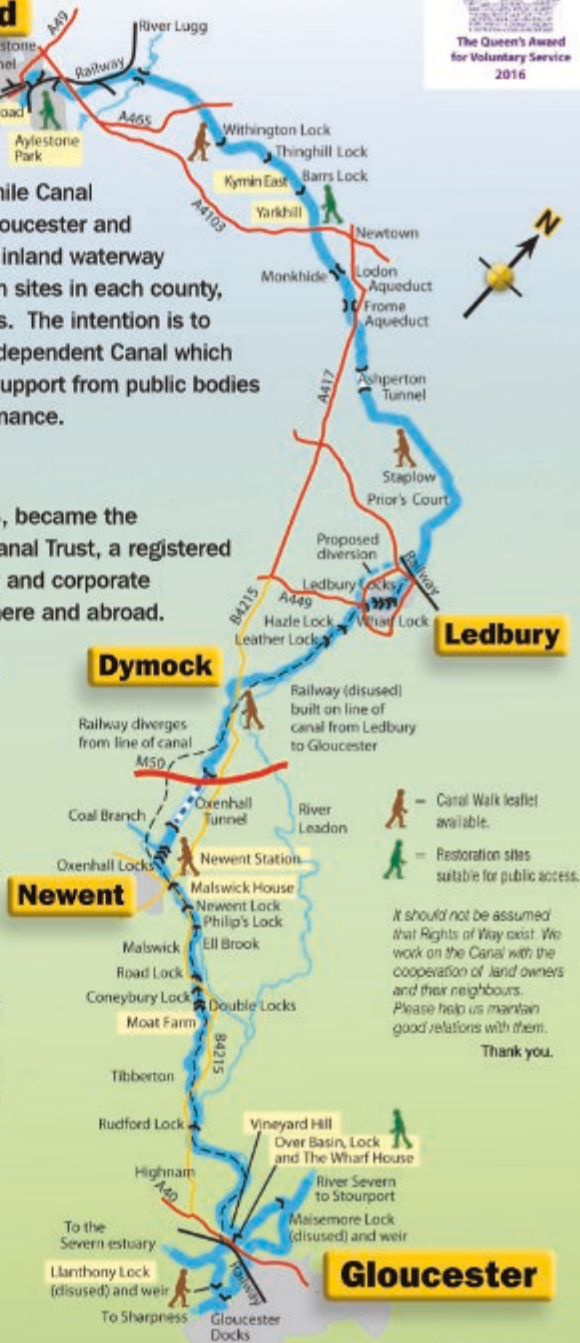 d
A49
River Lugg
The Queen's Award
for Voluntary Service
2016
Railway
A465
Aylestone
Park
Withington Lock
Thinghill Lock
Kymin East
Barrs Lock
Yarkhill
A4103
Newtown
N
Monkhide
Lodon
Aqueduct
Frome
Aqueduct
nile Canal
oucester and
inland waterway
n sites in each county,
s. The intention is to
dependent Canal which
support from public bodies
nance.
A417
Ashperton
Tunnel
Staplow
Prior's Court
, became the
anal Trust, a registered
and corporate
here and abroad.
Proposed
diversion
Railway
Ledbury Locks
B4215
A449
Hazle Lock
Wharf Lock
Leather Lock
Ledbury
Dymock
Railway (disused)
built on line of
canal from Ledbury
to Gloucester
Railway diverges
from line of canal
M50
Oxenhall
Tunnel
Coal Branch
River
Leadon
= Canal Walk leaflet
available.
Oxenhall Locks
Newent Station
= Restoration sites
suitable for public access.
Newent
Malswick House
Newent Lock
Philip's Lock
Malswick
Ell Brook
Road Lock
Coneybury Lock
Double Locks
Moat Farm
B4215
It should not be assumed
that Rights of Way exist. We
work on the Canal with the
cooperation of land owners
and their neighbours.
Please help us maintain
good relations with them.
Thank you.
Tibberton
Rudford Lock
Vineyard Hill
Over Basin, Lock
and The Wharf House
Highnam
A40
River Severn
to Stourport
Maisemore Lock
(disused) and weir
To the
Severn estuary
Gloucester
Llanthony Lock
(disused) and weir
Railway
To Sharpness
Gloucester
Docks